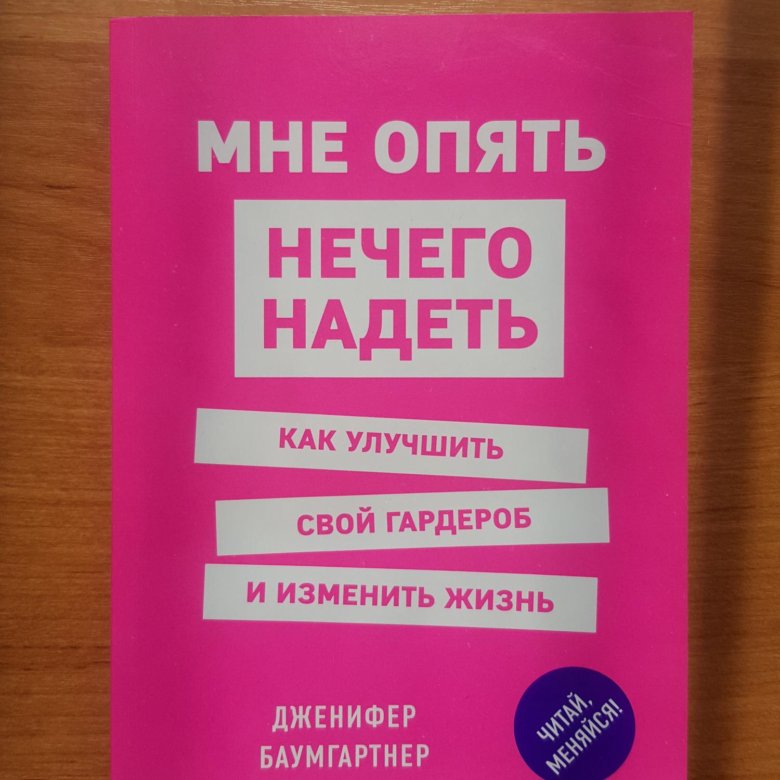 МНЕ ОПЯТЬ
НЕЧЕГО
НАДЕТЬ
КАК УЛУЧШИТЬ
СВОЙ ГАРДЕРОБ
И ИЗМЕНИТЬ ЖИЗНЬ
ДЖЕНИФЕР
БАУМГАРТНЕР
ЧИТАЙ,
МЕНЯЙСЯ!